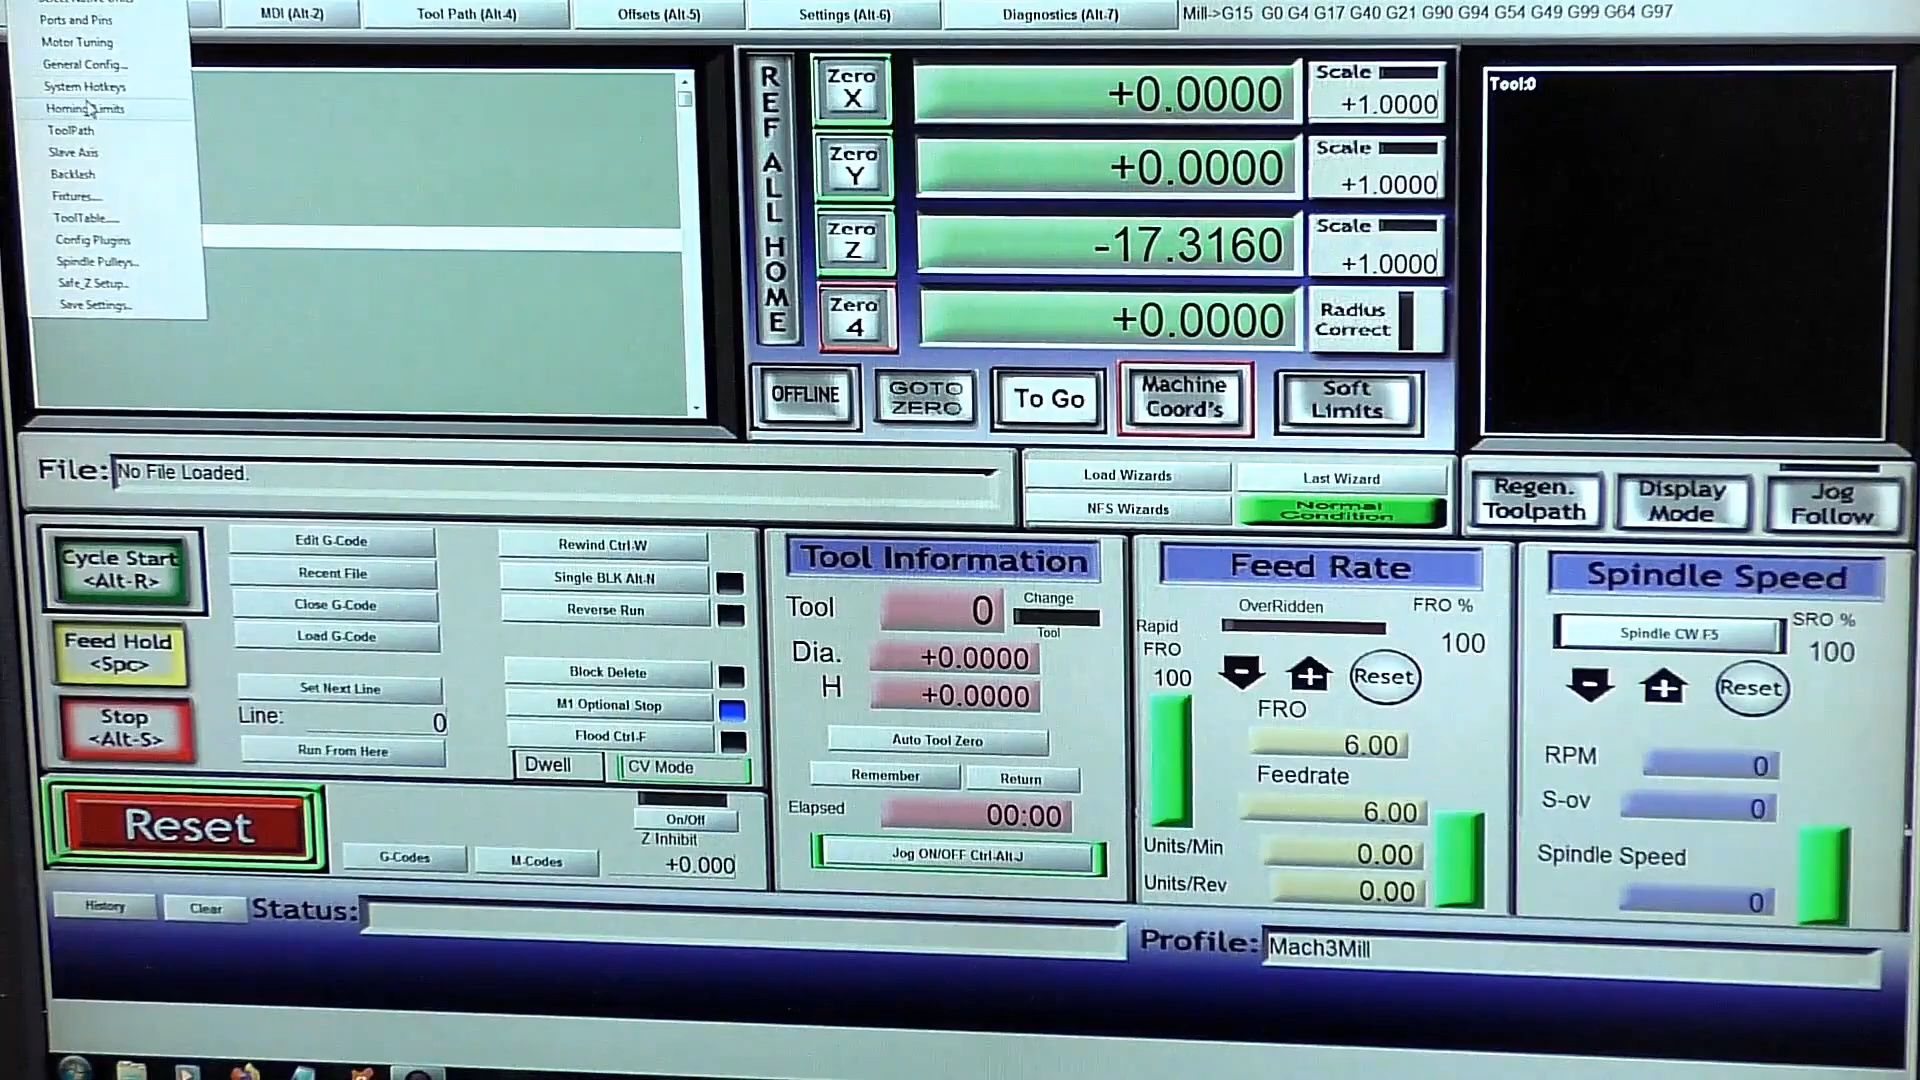 Ports and Pins
Motor Tuning
General Config...
System Hotkeys
Homing/Limits
ToolPath
Slave Axis
Backlash
Fixtures...
ToolTable.....
Config Plugins
Spindle Pulleys..
Safe_Z Setup..
Save Settings..
MDI (Alt-2)
Tool Path (Alt-4)
Offsets (Alt-5)
Settings (Alt-6)
Diagnostics (Alt-7)
Mill->G15 G0 G4 G17 G40 G21 G90 G94 G54 G49 G99 G64 G97
REF ALL HOME
Zero X
+0.0000
Scale
+1.0000
Zero Y
+0.0000
Scale
+1.0000
Zero Z
-17.3160
Scale
+1.0000
Zero 4
+0.0000
Radius Correct
OFFLINE
GOTO ZERO
To Go
Machine Coord's
Soft Limits
Tool:0
File:
No File Loaded.
Load Wizards
Last Wizard
NFS Wizards
Normal Condition
Regen. Toolpath
Display Mode
Jog Follow
Cycle Start <Alt-R>
Feed Hold <Spc>
Stop <Alt-S>
Edit G-Code
Recent File
Close G-Code
Load G-Code
Set Next Line
Line: 0
Run From Here
Rewind Ctrl-W
Single BLK Alt-N
Reverse Run
Block Delete
M1 Optional Stop
Flood Ctrl-F
Dwell
CV Mode
Reset
G-Codes
M-Codes
On/Off
Z Inhibit
+0.000
Tool Information
Tool 0
Change Tool
Dia. +0.0000
H +0.0000
Auto Tool Zero
Remember
Return
Elapsed 00:00
Jog ON/OFF Ctrl-Alt-J
Feed Rate
OverRidden
FRO %
100
Rapid FRO
100
Reset
FRO
6.00
Feedrate
6.00
Units/Min 0.00
Units/Rev 0.00
Spindle Speed
Spindle CW F5
SRO %
100
Reset
RPM 0
S-ov 0
Spindle Speed
0
History
Clear
Status:
Profile: Mach3Mill